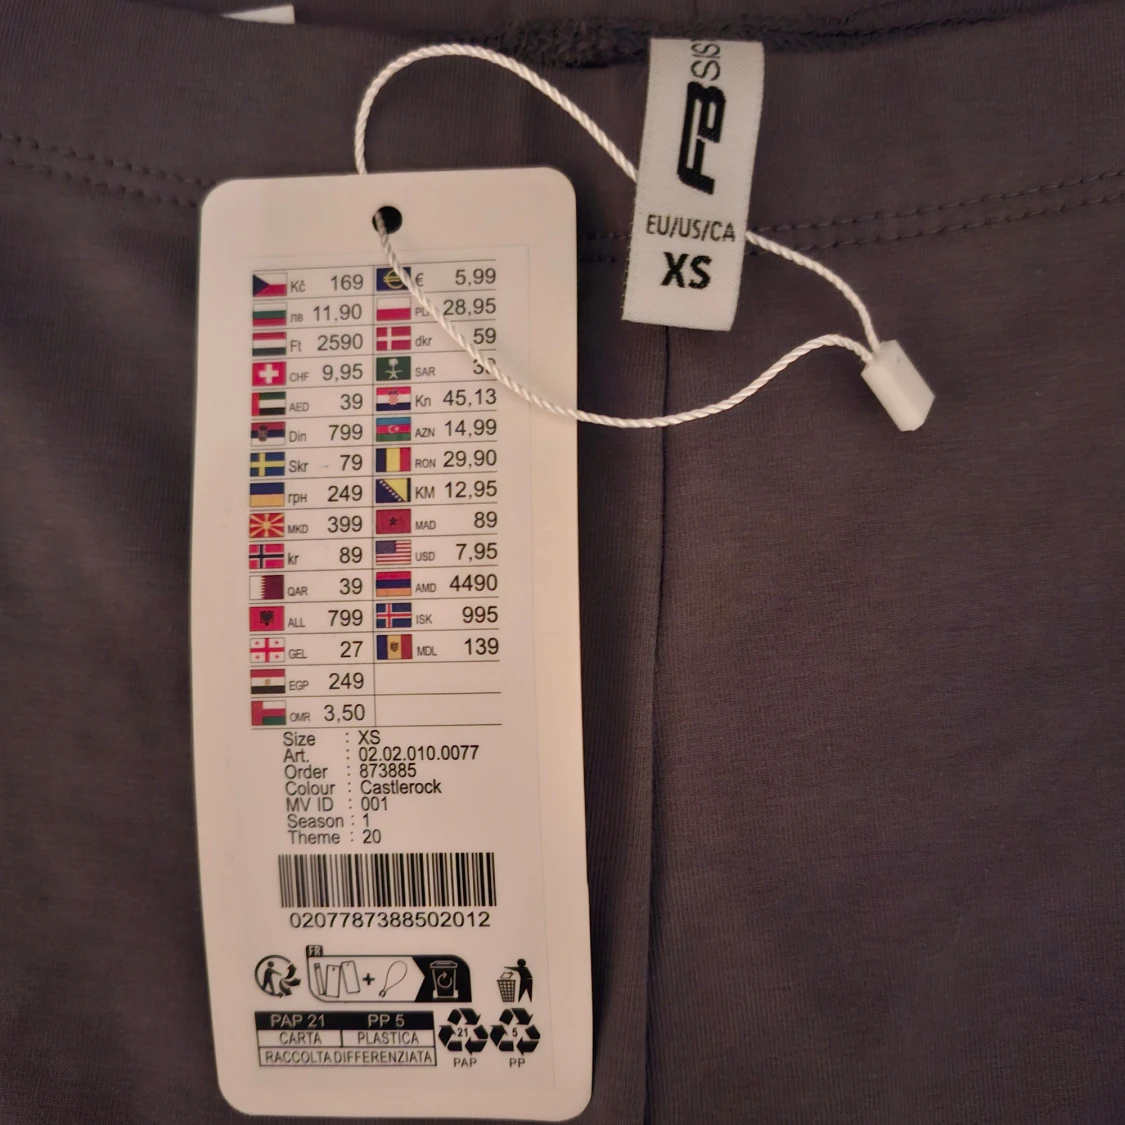 FB SIS
EU/US/CA
XS
Kč 169 € 5,99
лв 11,90 28,95
Ft 2590 dkr 59
CHF 9,95 SAR
AED 39 Kn 45,13
Din 799 AZN 14,99
Skr 79 RON 29,90
грн 249 KM 12,95
MKD 399 MAD 89
kr 89 USD 7,95
QAR 39 AMD 4490
ALL 799 ISK 995
GEL 27 MDL 139
EGP 249
OMR 3,50
Size : XS
Art. : 02.02.010.0077
Order : 873885
Colour : Castlerock
MV ID : 001
Season : 1
Theme : 20
0207787388502012
FR
+
PAP 21 PP 5
CARTA PLASTICA
RACCOLTA DIFFERENZIATA
21 5
PAP PP